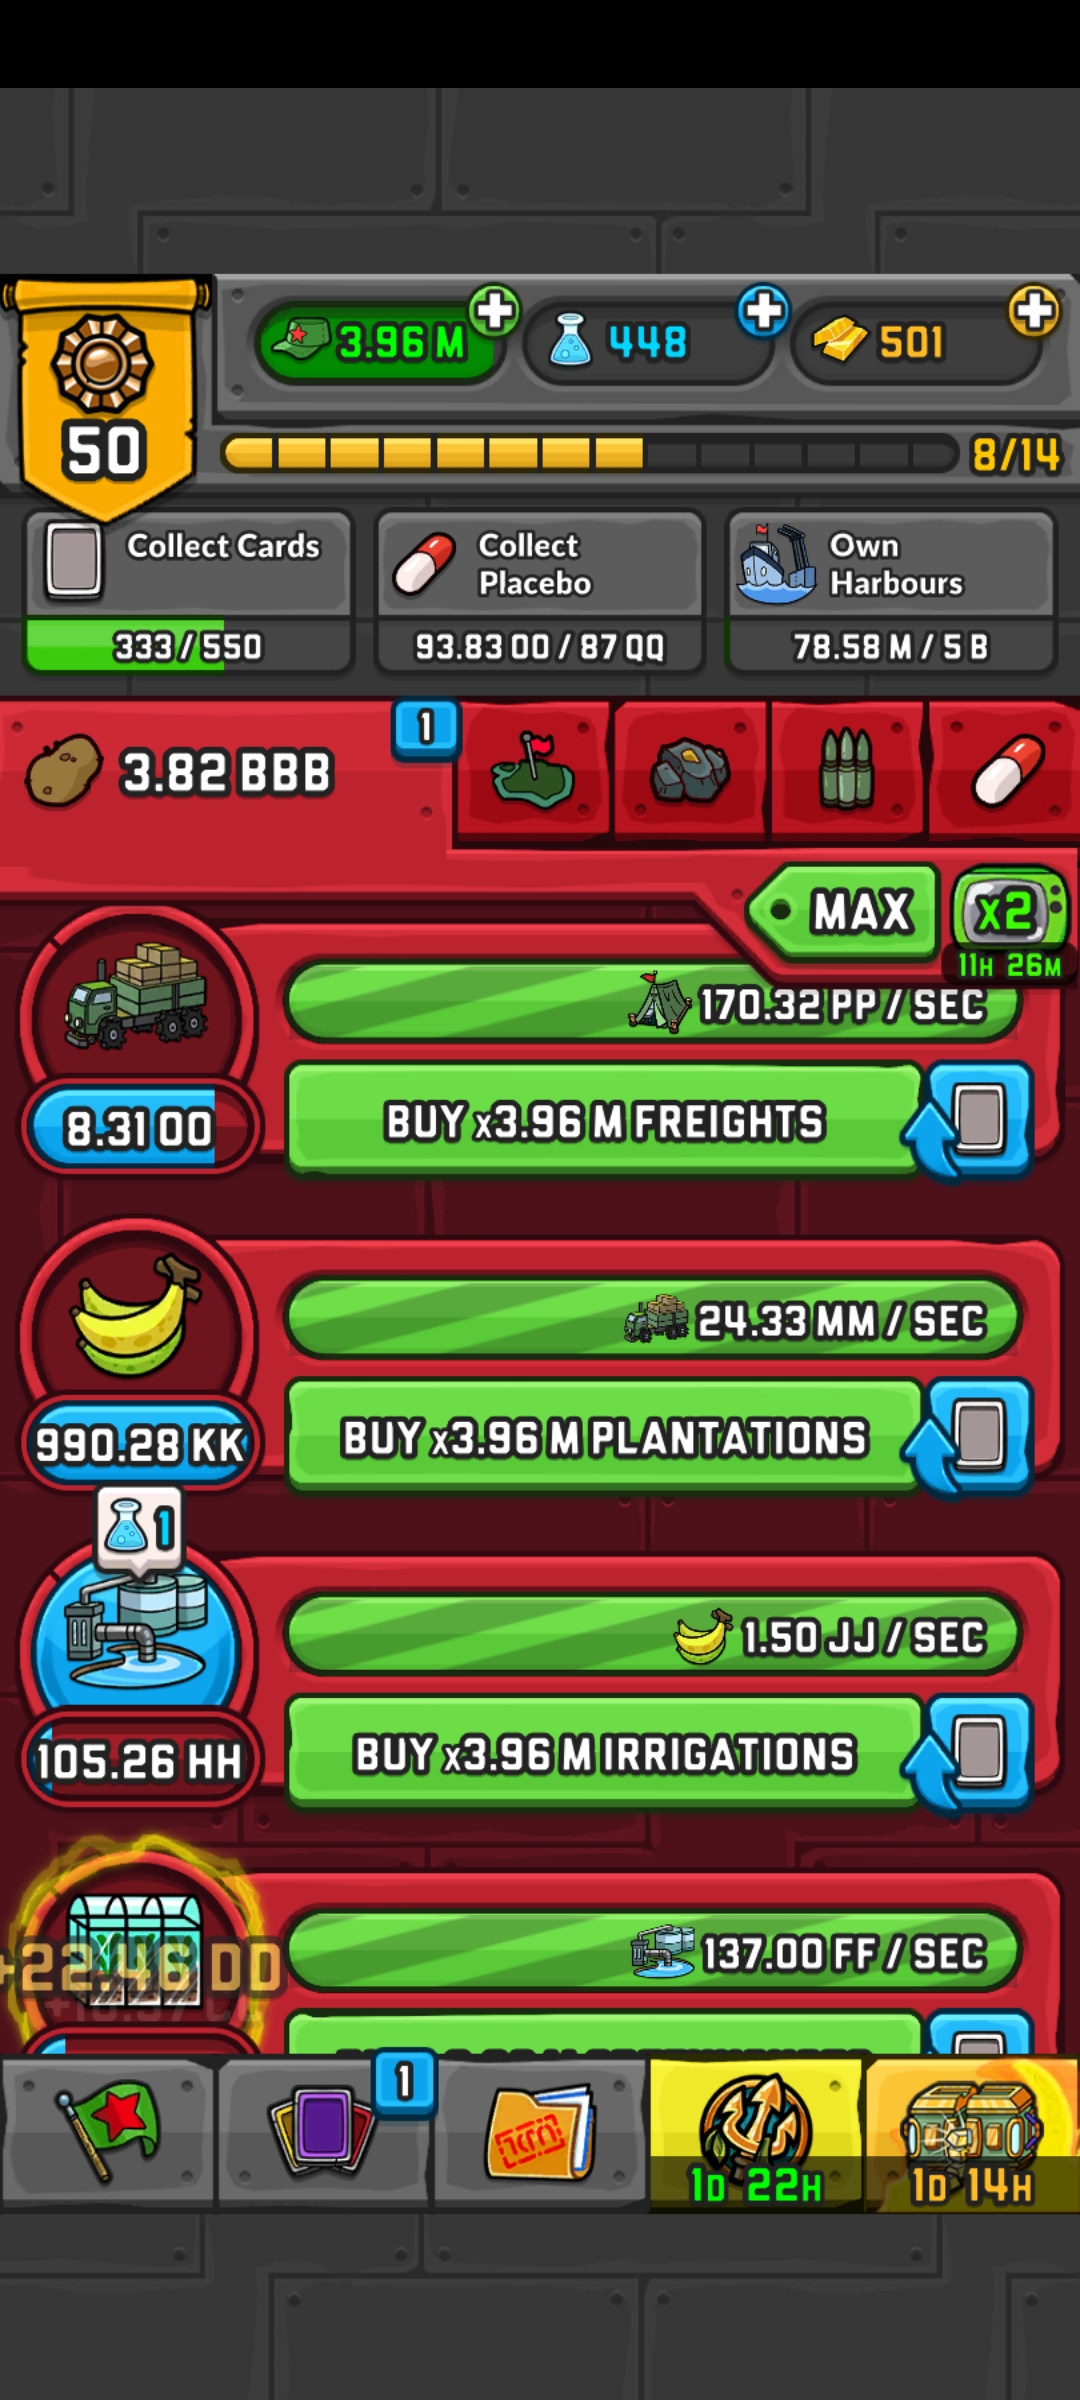 3.96 M
448
501
50
8/14
Collect Cards
333 / 550
Collect
Placebo
93.83 OO / 87 QQ
Own
Harbours
78.58 M / 5 B
3.82 BBB
1
MAX
x2
11H 26M
170.32 PP / SEC
8.31 OO
BUY x3.96 M FREIGHTS
24.33 MM / SEC
990.28 KK
BUY x3.96 M PLANTATIONS
1
1.50 JJ / SEC
105.26 HH
BUY x3.96 M IRRIGATIONS
137.00 FF / SEC
+22.46 DD
1
1D 22H
1D 14H